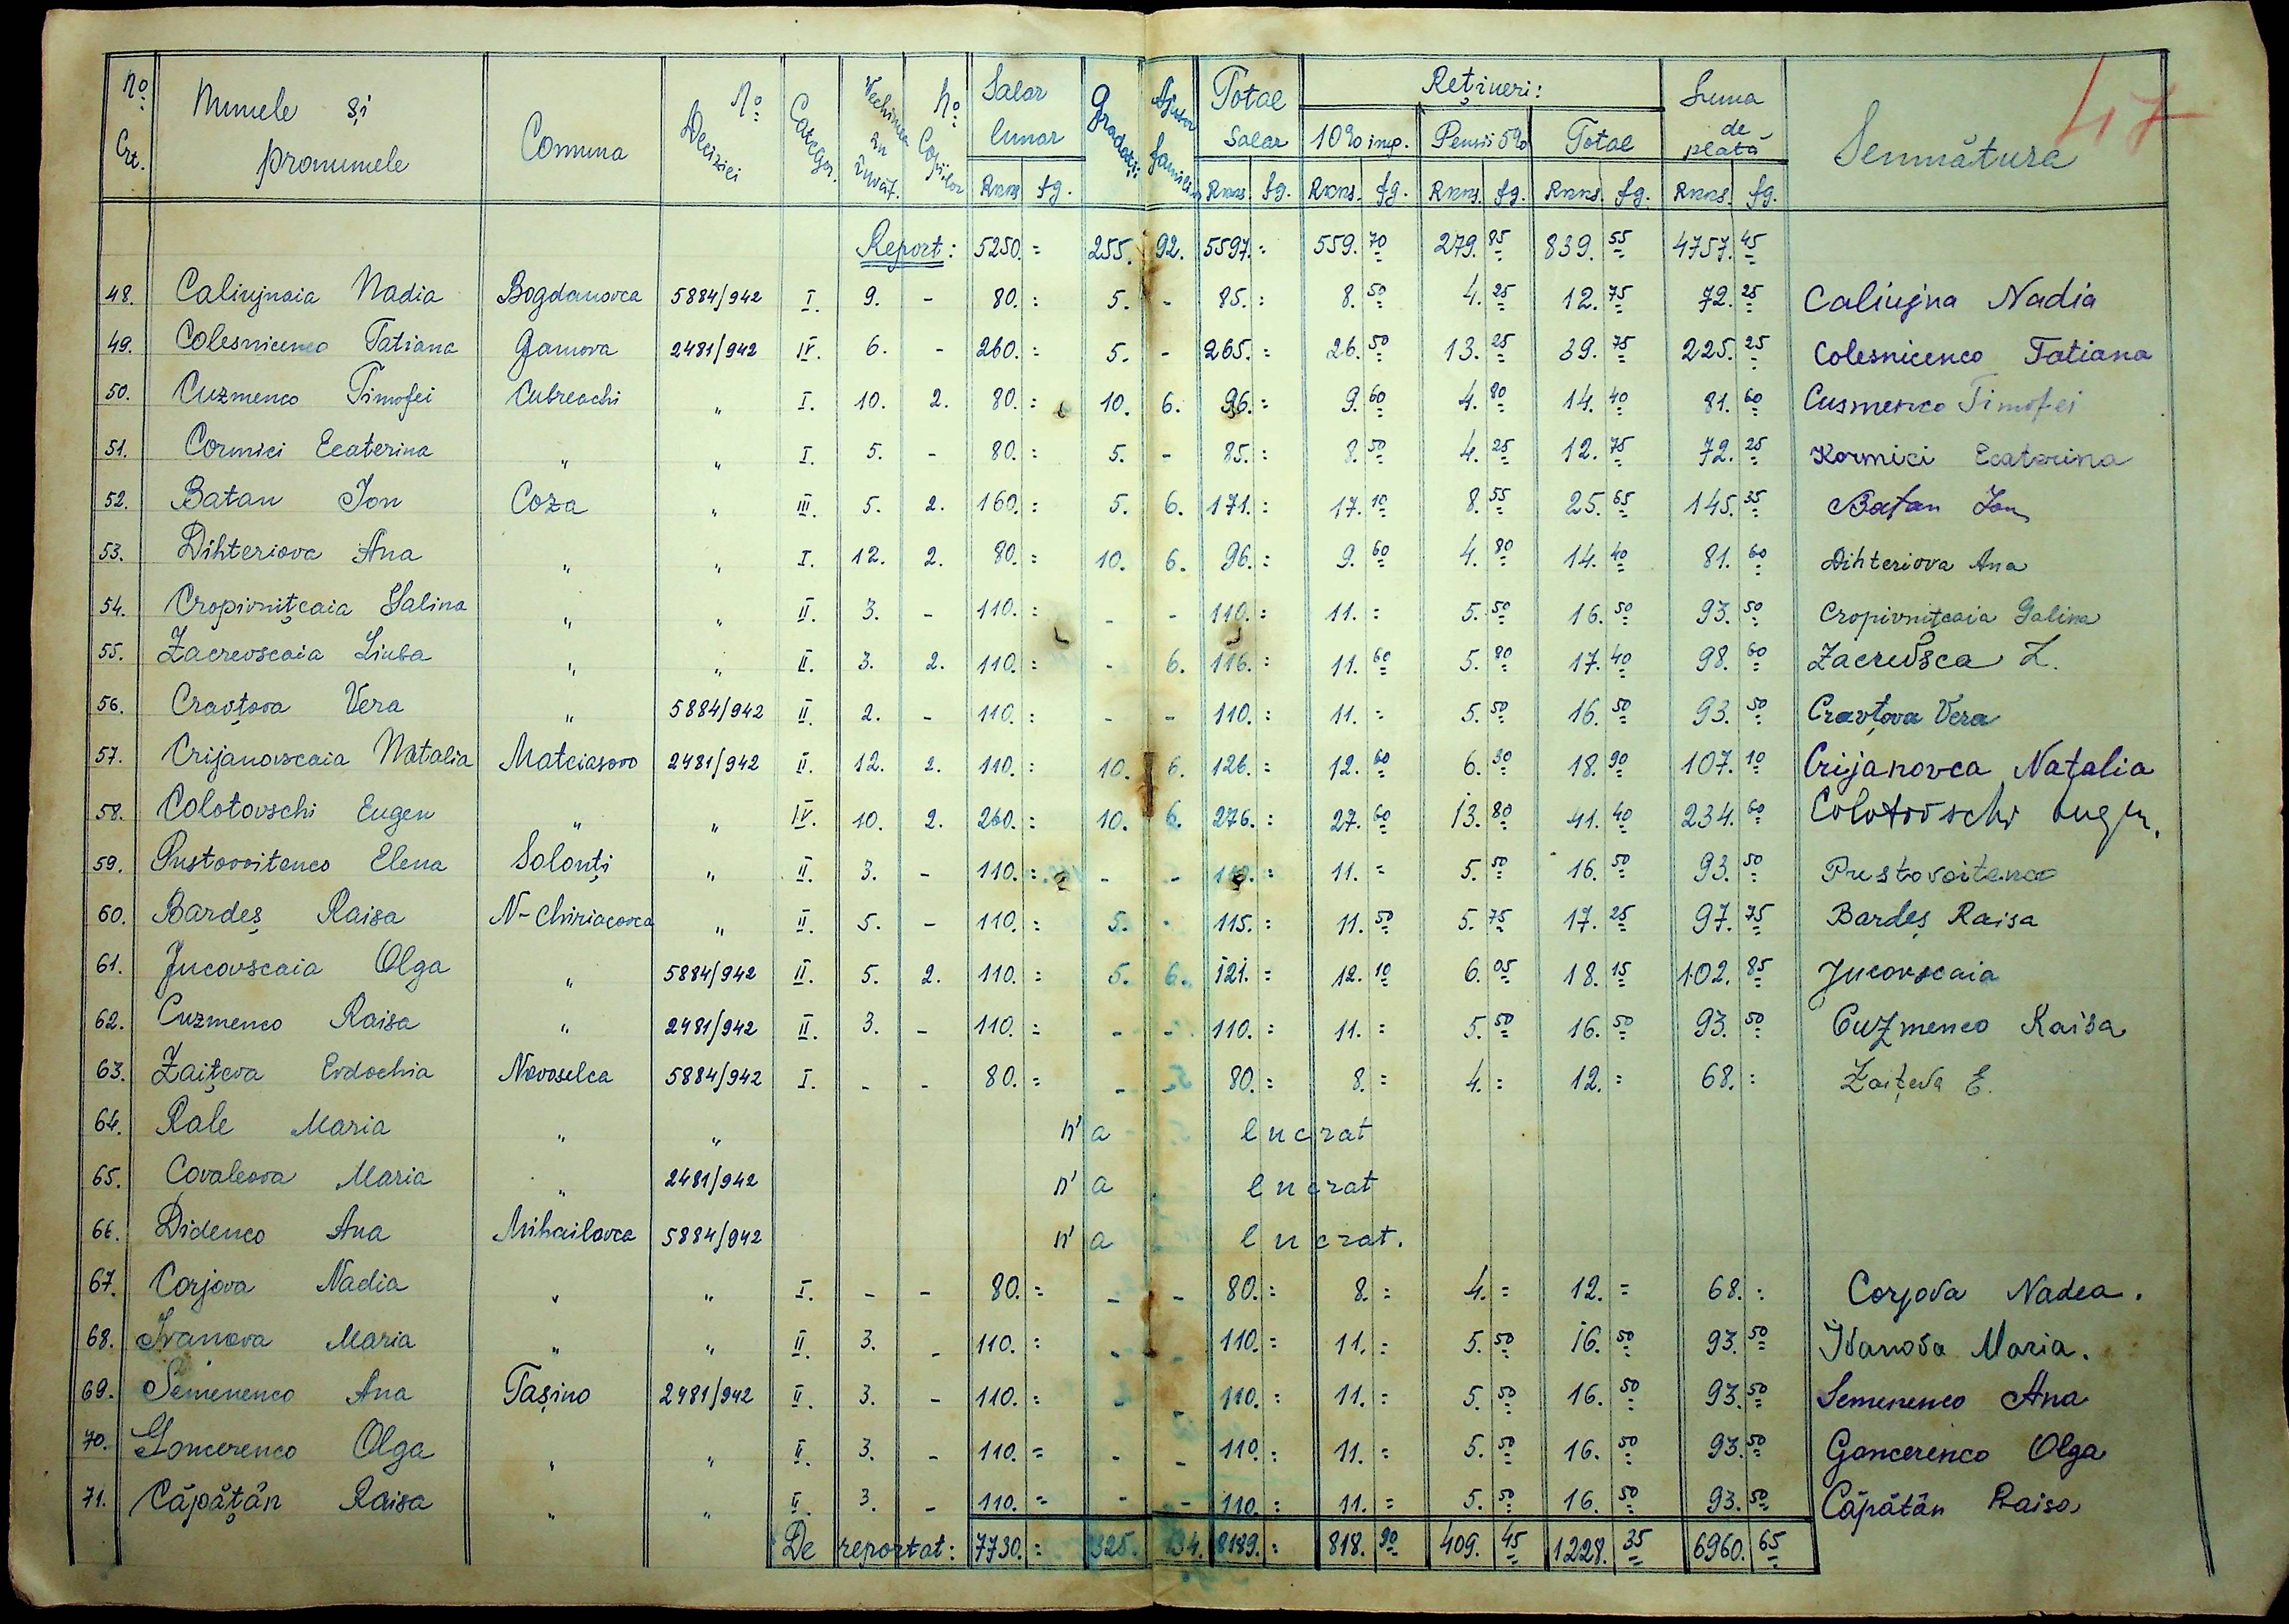 47
No Crt. Numele și pronumele Comuna No Deciziei Categor. Vechimea în învăț. No Copiilor Salar lunar Gradații Ajutor familiar Total Salar Rețineri: Suma de plată Semnătura
10% imp. Pensii 5% Total
Rkks. fg. Rkks. fg. Rkks. fg. Rkks. fg. Rkks. fg. Rkks. fg.
Report: 5250.= 255. 92. 5597.= 559.70 279.85 839.55 4757.45
48. Caliujnaia Nadia Bogdanovca 5884/942 I. 9. - 80.= 5. - 85.= 8.50 4.25 12.75 72.25 Caliujna Nadia
49. Colesnicenco Tatiana Gamova 2481/942 IV. 6. - 260.= 5. - 265.= 26.50 13.25 39.75 225.25 Colesnicenco Tatiana
50. Cuzmenco Timofei Cubreachi " I. 10. 2. 80.= 10. 6. 96.= 9.60 4.80 14.40 81.60 Cusmenco Timofei
51. Cormici Ecaterina " " I. 5. - 80.= 5. - 85.= 8.50 4.25 12.75 72.25 Kormici Ecaterina
52. Batan Ion Coza " III. 5. 2. 160.= 5. 6. 171.= 17.10 8.55 25.65 145.35 Batan Ion
53. Dihteriova Ana " " I. 12. 2. 80.= 10. 6. 96.= 9.60 4.80 14.40 81.60 Dihteriova Ana
54. Cropivnițcaia Galina " " II. 3. - 110.= - - 110.= 11.= 5.50 16.50 93.50 Cropivnițcaia Galina
55. Zacrevscaia Liuba " " II. 3. 2. 110.= - 6. 116.= 11.60 5.80 17.40 98.60 Zacrevsca L.
56. Cravțova Vera " 5884/942 II. 2. - 110.= - - 110.= 11.= 5.50 16.50 93.50 Cravțova Vera
57. Crijanovscaia Natalia Matciasovo 2481/942 II. 12. 2. 110.= 10. 6. 126.= 12.60 6.30 18.90 107.10 Crijanovca Natalia
58. Colotovschi Eugen " " IV. 10. 2. 260.= 10. 6. 276.= 27.60 13.80 41.40 234.60 Colotovschi Eugen.
59. Pustovoitenco Elena Solonți " II. 3. - 110.= - - 110.= 11.= 5.50 16.50 93.50 Pustovoitenco
60. Bardeș Raisa N-Chiriacovca " II. 5. - 110.= 5. - 115.= 11.50 5.75 17.25 97.75 Bardeș Raisa
61. Jucovscaia Olga " 5884/942 II. 5. 2. 110.= 5. 6. 121.= 12.10 6.05 18.15 102.85 Jucovscaia
62. Cuzmenco Raisa " 2481/942 II. 3. - 110.= - - 110.= 11.= 5.50 16.50 93.50 Cuzmenco Raisa
63. Zaițeva Evdochia Novoselca 5884/942 I. - - 80.= - 80.= 8.= 4.= 12.= 68.= Zaițeva E.
64. Rale Maria " " n'a lucrat
65. Covaleova Maria " 2481/942 n'a lucrat
66. Didenco Ana Mihailovca 5884/942 n'a lucrat.
67. Corjova Nadia " " I. - - 80.= - - 80.= 8.= 4.= 12.= 68.= Corjova Nadea.
68. Ivanova Maria " " II 3. - 110.= - - 110.= 11.= 5.50 16.50 93.50 Ivanova Maria.
69. Semenenco Ana Tașino 2481/942 II. 3. - 110.= - - 110.= 11.= 5.50 16.50 93.50 Semenenco Ana
70. Goncerenco Olga " " II. 3. - 110.= - - 110.= 11.= 5.50 16.50 93.50 Goncerenco Olga
71. Căpățân Raisa " " II. 3. - 110.= - - 110.= 11.= 5.50 16.50 93.50 Căpătân Raisa
De reportat: 7730.= 325. 134. 8189.= 818.90 409.45 1228.35 6960.65